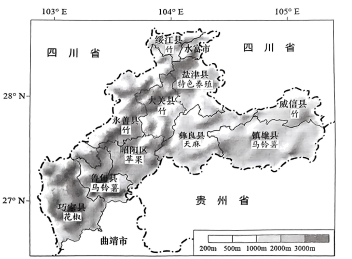 103° E 104° E 105° E
四川省
绥江县
竹
水富市
四川省
盐津县
特色养殖
28° N
大关县
竹
威信县
竹
永善县
竹
彝良县
天麻
镇雄县
马铃薯
昭阳区
苹果
鲁甸县
马铃薯
27° N
巧家县
花椒
贵州省
曲靖市
200m 500m 1000m 2000m 3000m